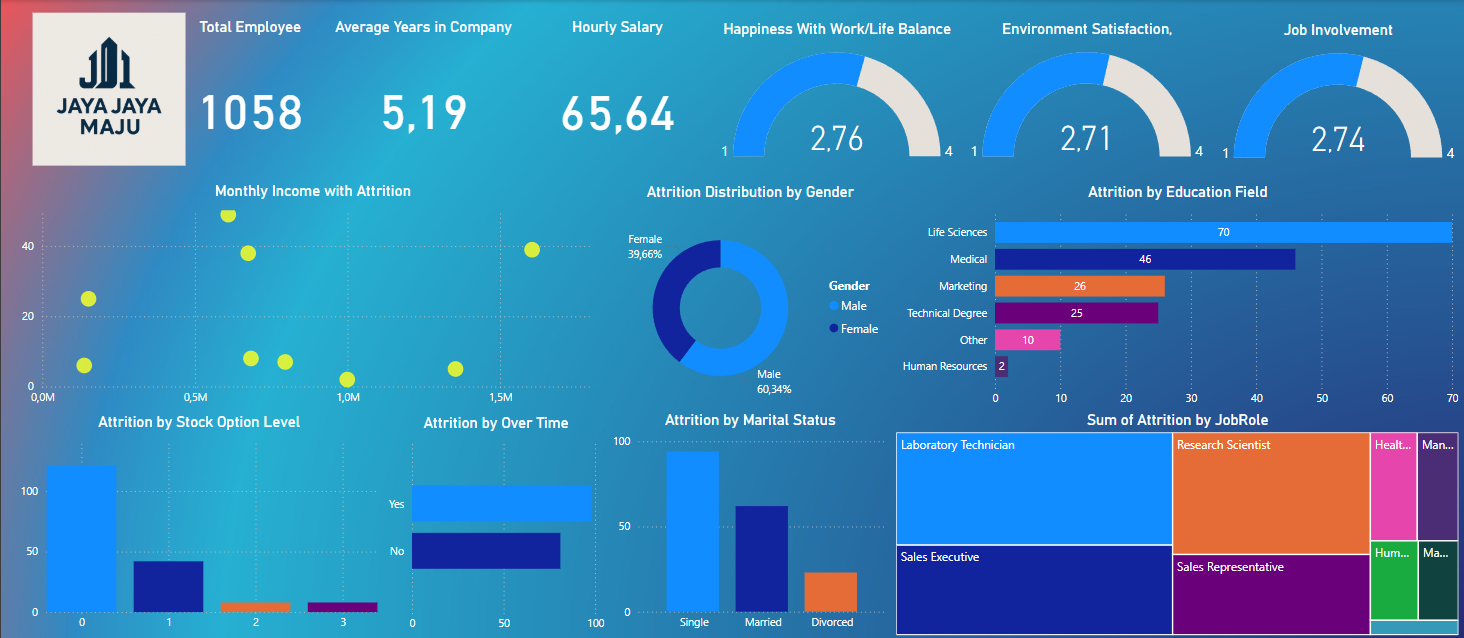 JAYA JAYA
MAJU
Total Employee
1058
Average Years in Company
5,19
Hourly Salary
65,64
Happiness With Work/Life Balance
2,76
1
4
Environment Satisfaction,
2,71
1
4
Job Involvement
2,74
1
4
Monthly Income with Attrition
40
20
0
0,0M
0,5M
1,0M
1,5M
Attrition Distribution by Gender
Female
39,66%
Male
60,34%
Gender
Male
Female
Attrition by Education Field
Life Sciences
70
Medical
46
Marketing
26
Technical Degree
25
Other
10
Human Resources
2
0
10
20
30
40
50
60
70
Attrition by Stock Option Level
100
50
0
0
1
2
3
Attrition by Over Time
Yes
No
0
50
100
Attrition by Marital Status
100
50
0
Single
Married
Divorced
Sum of Attrition by JobRole
Laboratory Technician
Sales Executive
Research Scientist
Sales Representative
Healt...
Man...
Hum...
Ma...